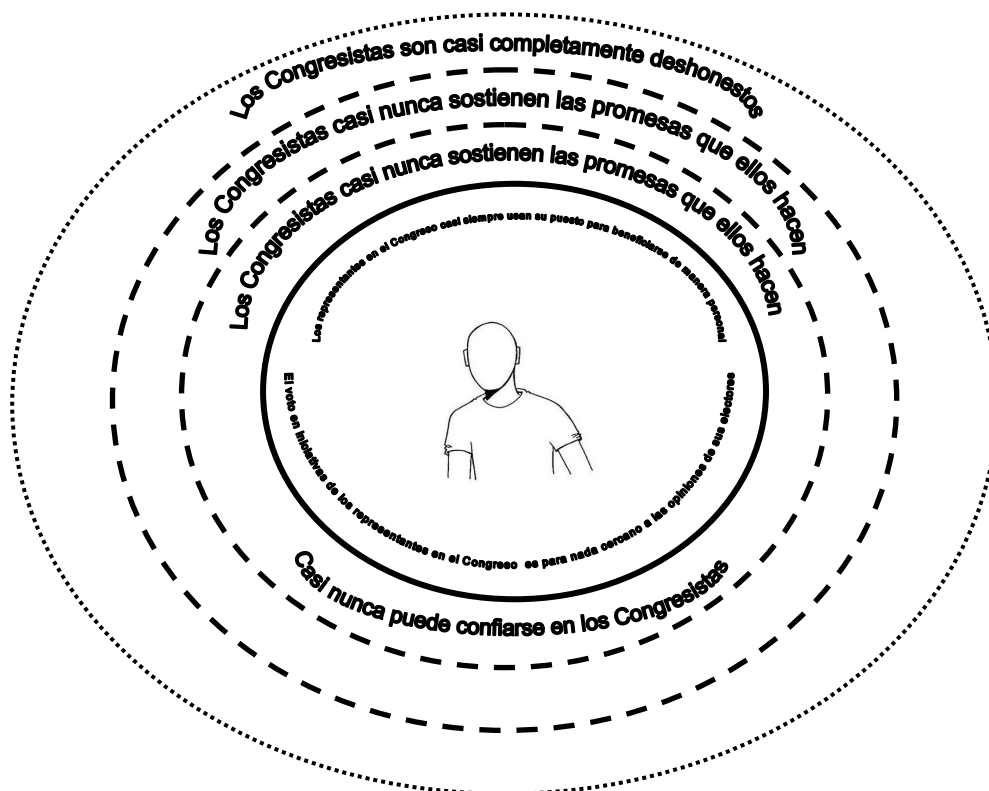 Los Congresistas son casi completamente deshonestos
Los Congresistas casi nunca sostienen las promesas que ellos hacen
Los Congresistas casi nunca sostienen las promesas que ellos hacen
Los representantes en el Congreso casi siempre usan su puesto para beneficiarse de manera personal
El voto en iniciativas de los representantes en el Congreso es para nada cercano a las opiniones de sus electores
Casi nunca puede confiarse en los Congresistas